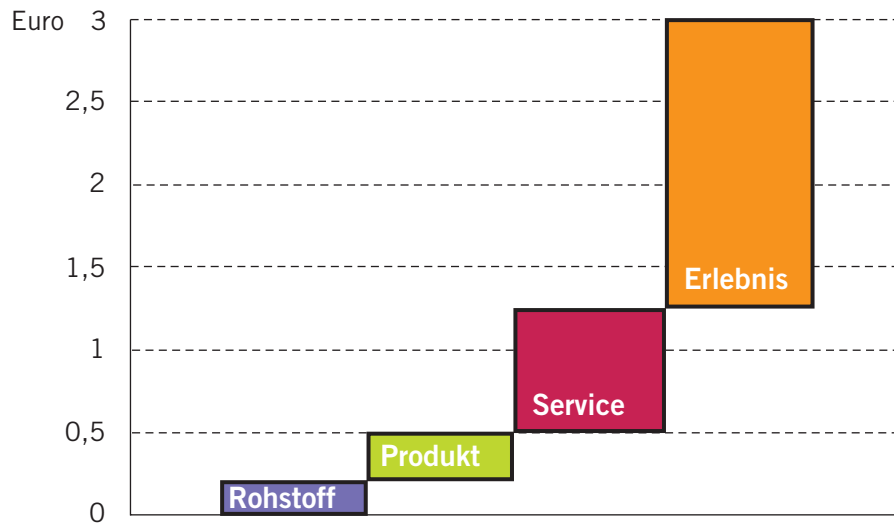 Euro 3
2,5
2
1,5
Erlebnis
1
Service
0,5
Produkt
Rohstoff
0